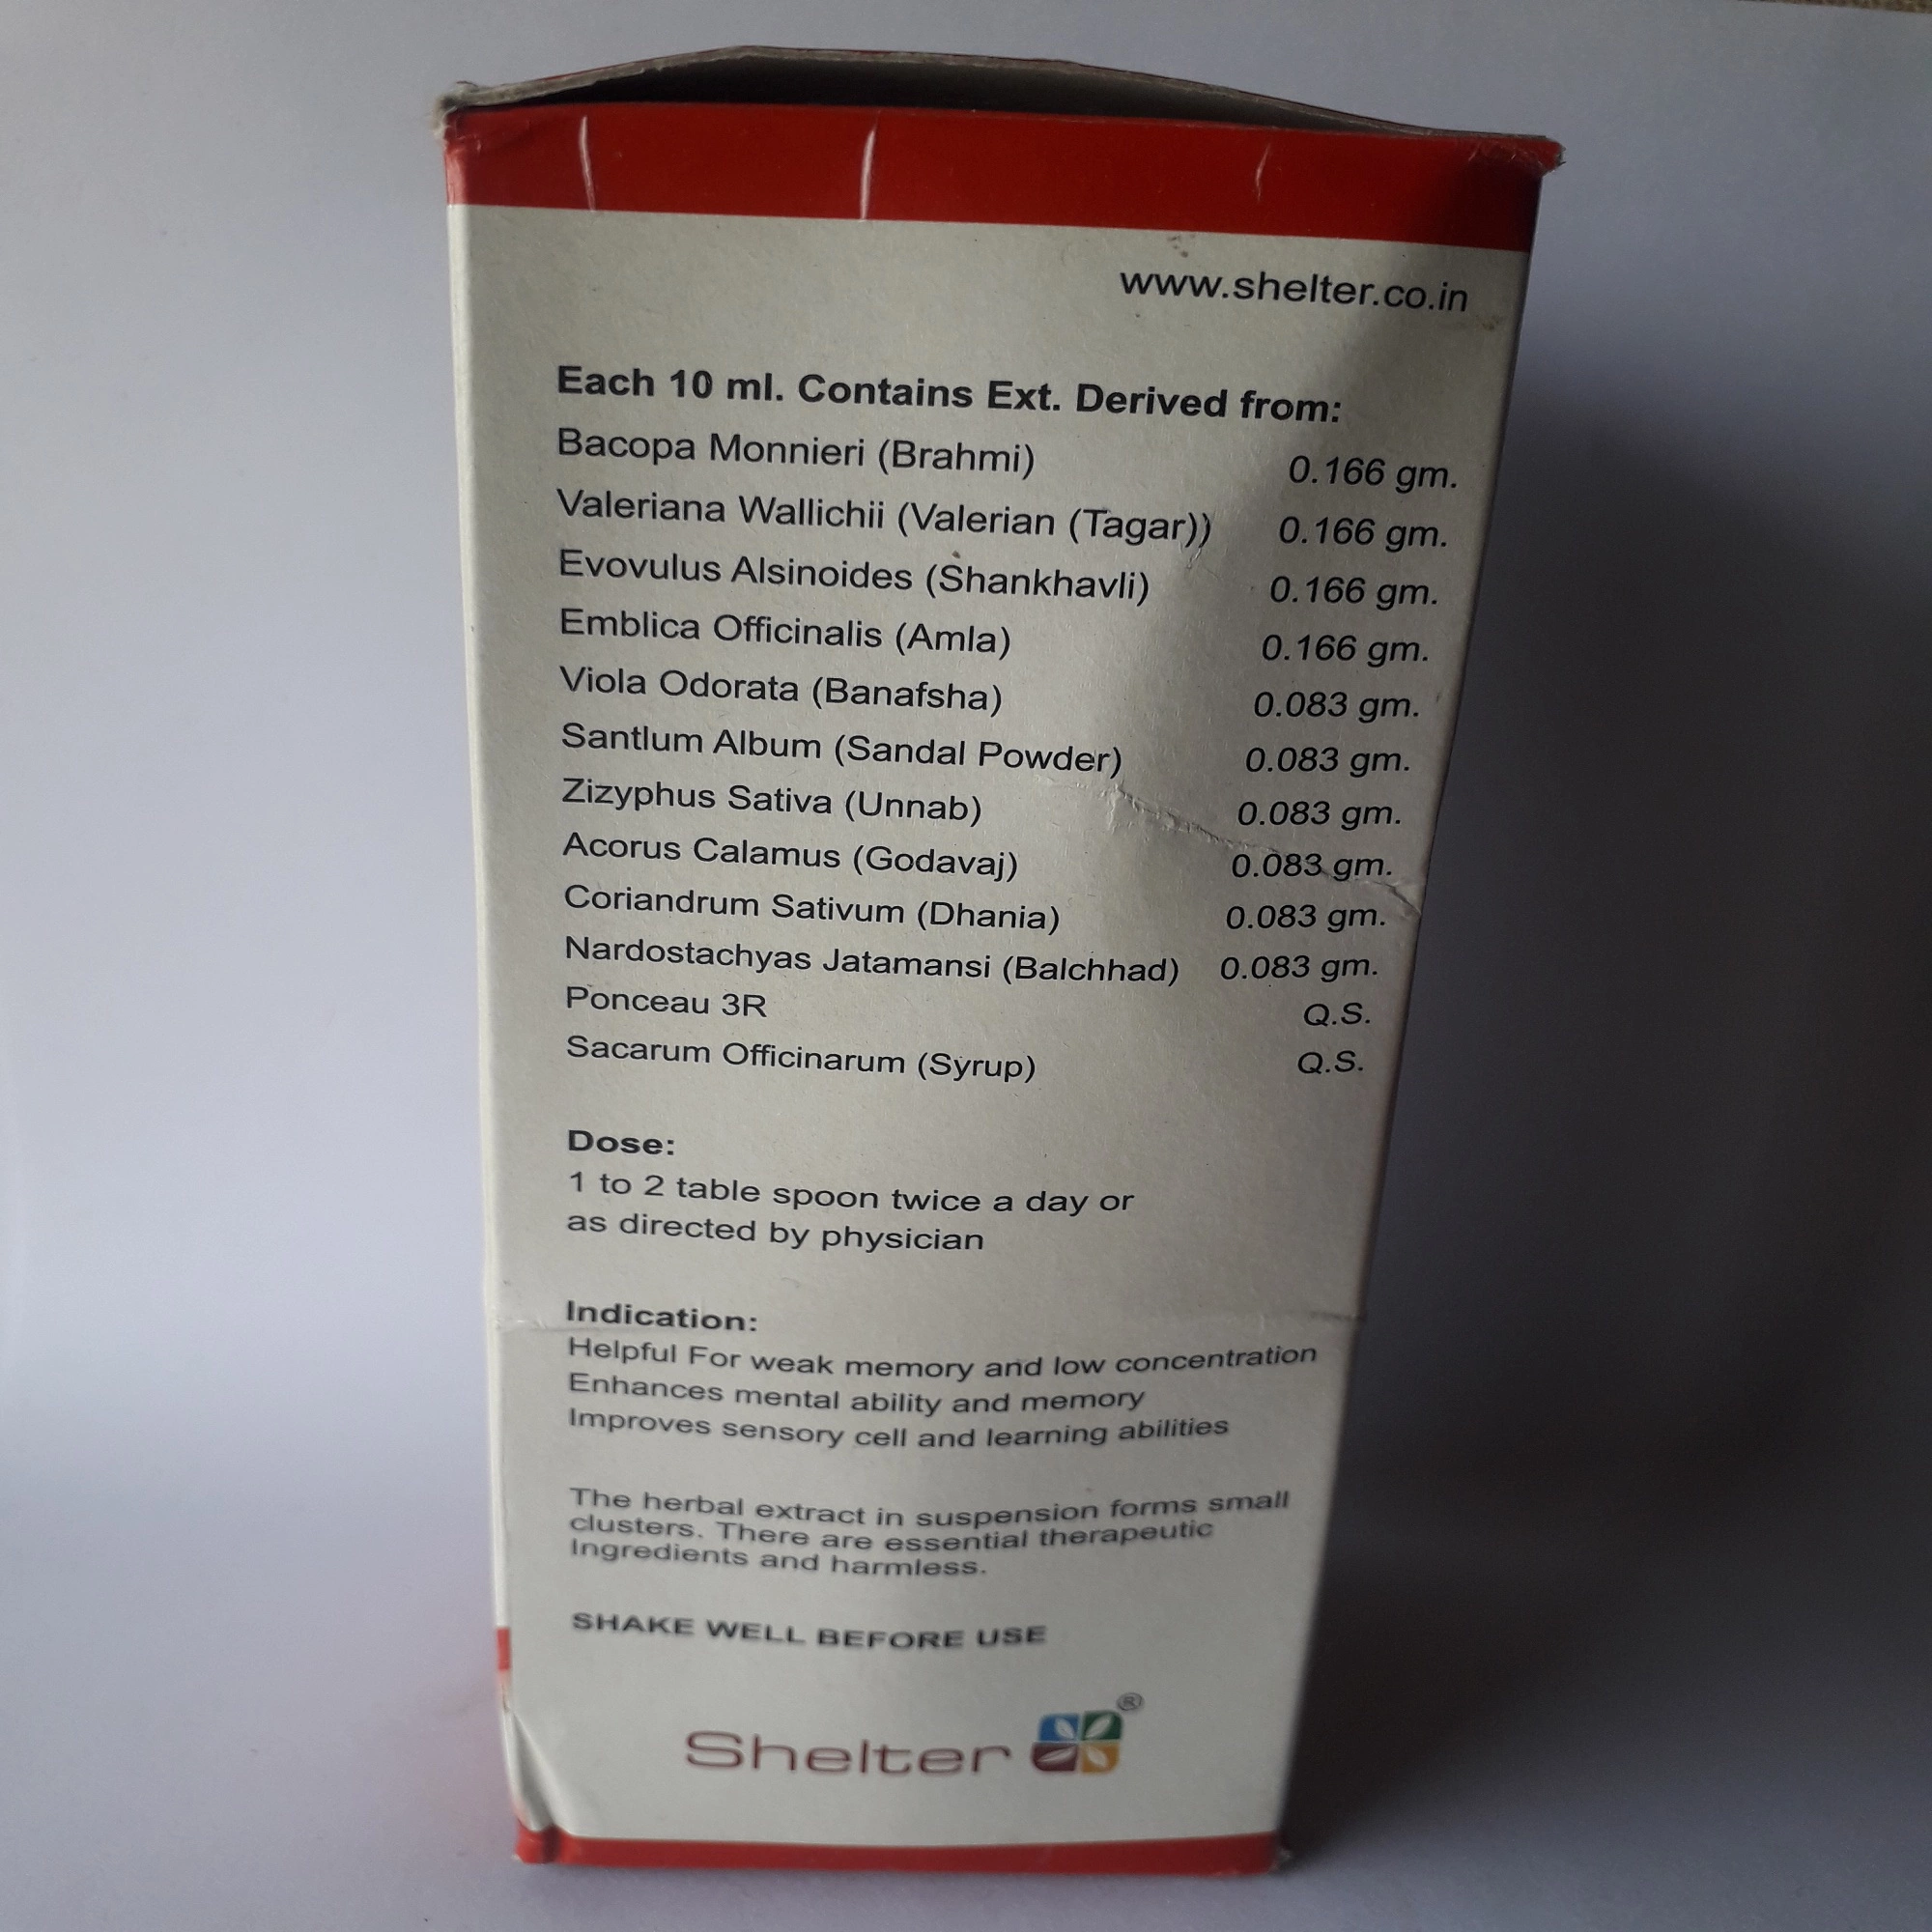 www.shelter.co.in
Each 10 ml. Contains Ext. Derived from:
Bacopa Monnieri (Brahmi) 0.166 gm.
Valeriana Wallichii (Valerian (Tagar)) 0.166 gm.
Evovulus Alsinoides (Shankhavli) 0.166 gm.
Emblica Officinalis (Amla) 0.166 gm.
Viola Odorata (Banafsha) 0.083 gm.
Santlum Album (Sandal Powder) 0.083 gm.
Zizyphus Sativa (Unnab) 0.083 gm.
Acorus Calamus (Godavaj) 0.083 gm.
Coriandrum Sativum (Dhania) 0.083 gm.
Nardostachyas Jatamansi (Balchhad) 0.083 gm.
Ponceau 3R Q.S.
Sacarum Officinarum (Syrup) Q.S.
Dose:
1 to 2 table spoon twice a day or
as directed by physician
Indication:
Helpful For weak memory and low concentration
Enhances mental ability and memory
Improves sensory cell and learning abilities
The herbal extract in suspension forms small
clusters. There are essential therapeutic
Ingredients and harmless.
SHAKE WELL BEFORE USE
Shelter ®